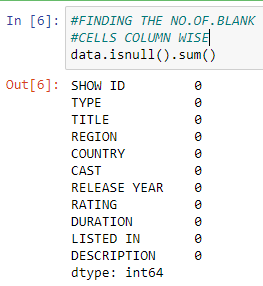 In [6]: #FINDING THE NO.OF.BLANK
#CELLS COLUMN WISE
data.isnull().sum()
Out[6]: SHOW ID 0
TYPE 0
TITLE 0
REGION 0
COUNTRY 0
CAST 0
RELEASE YEAR 0
RATING 0
DURATION 0
LISTED IN 0
DESCRIPTION 0
dtype: int64